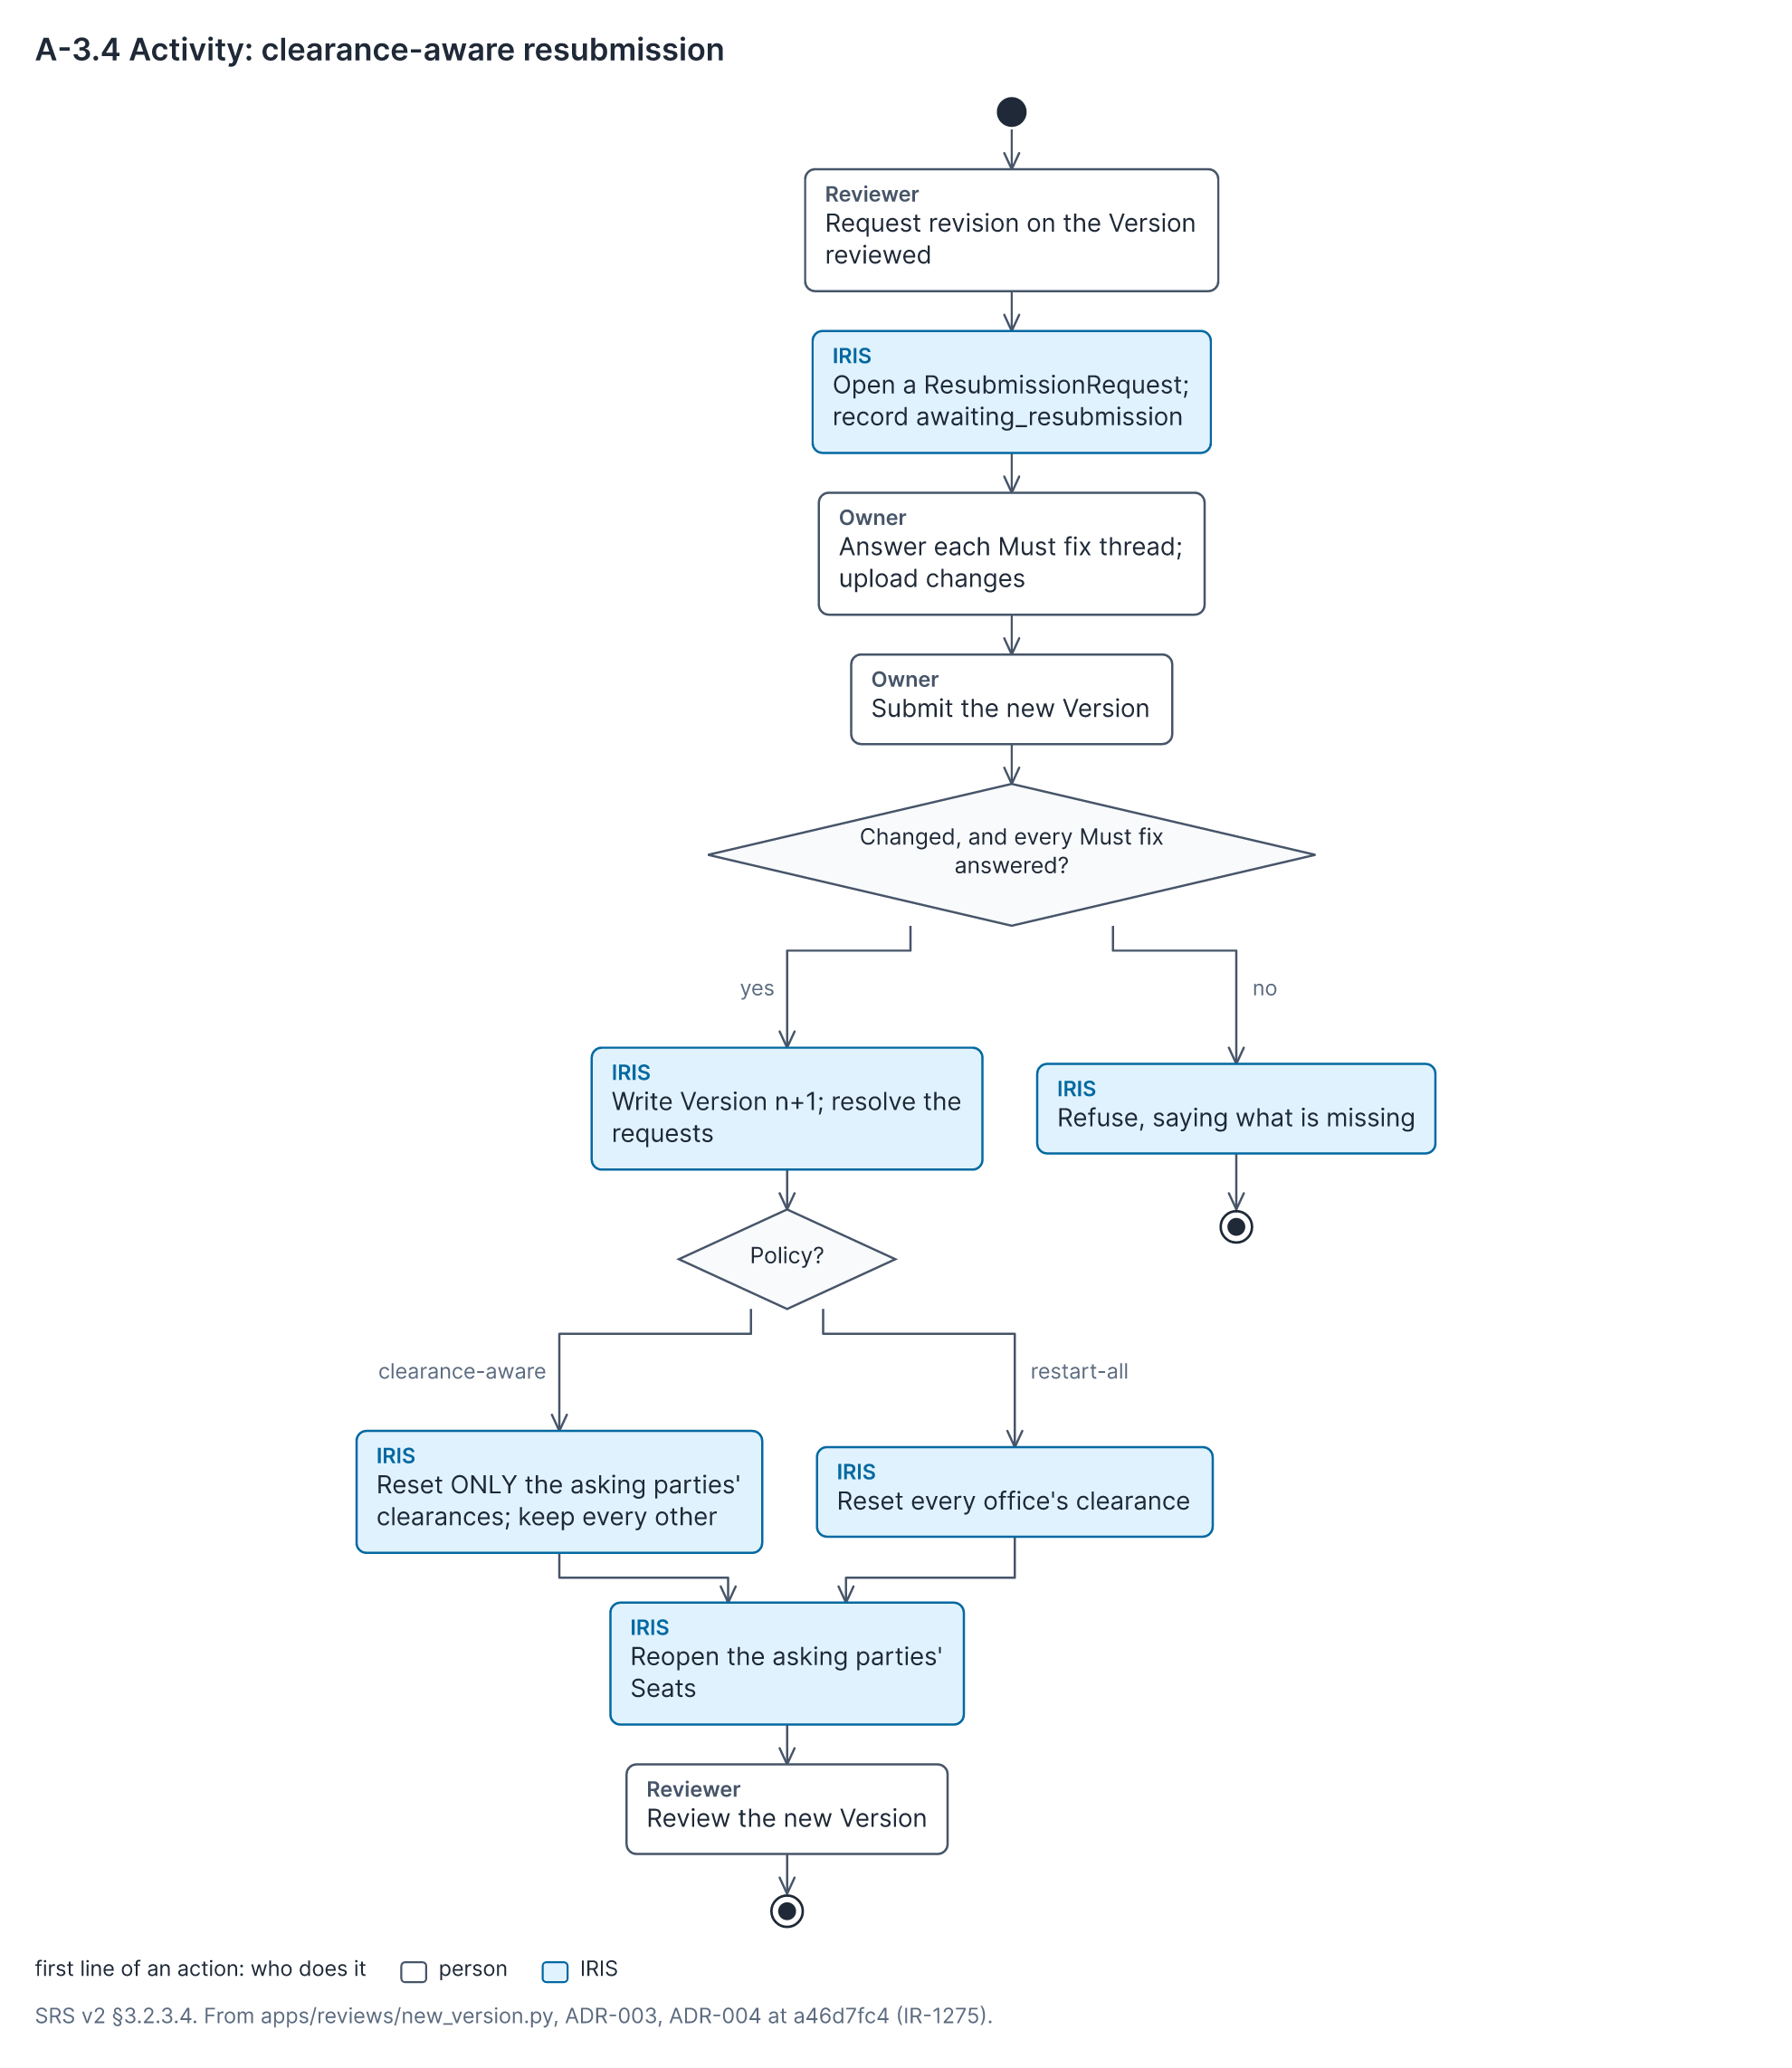 A-3.4 Activity: clearance-aware resubmission
Reviewer
Request revision on the Version
reviewed
IRIS
Open a ResubmissionRequest;
record awaiting_resubmission
Owner
Answer each Must fix thread;
upload changes
Owner
Submit the new Version
Changed, and every Must fix
answered?
yes
no
IRIS
Write Version n+1; resolve the
requests
IRIS
Refuse, saying what is missing
Policy?
clearance-aware
restart-all
IRIS
Reset ONLY the asking parties'
clearances; keep every other
IRIS
Reset every office's clearance
IRIS
Reopen the asking parties'
Seats
Reviewer
Review the new Version
first line of an action: who does it
person
IRIS
SRS v2 §3.2.3.4. From apps/reviews/new_version.py, ADR-003, ADR-004 at a46d7fc4 (IR-1275).